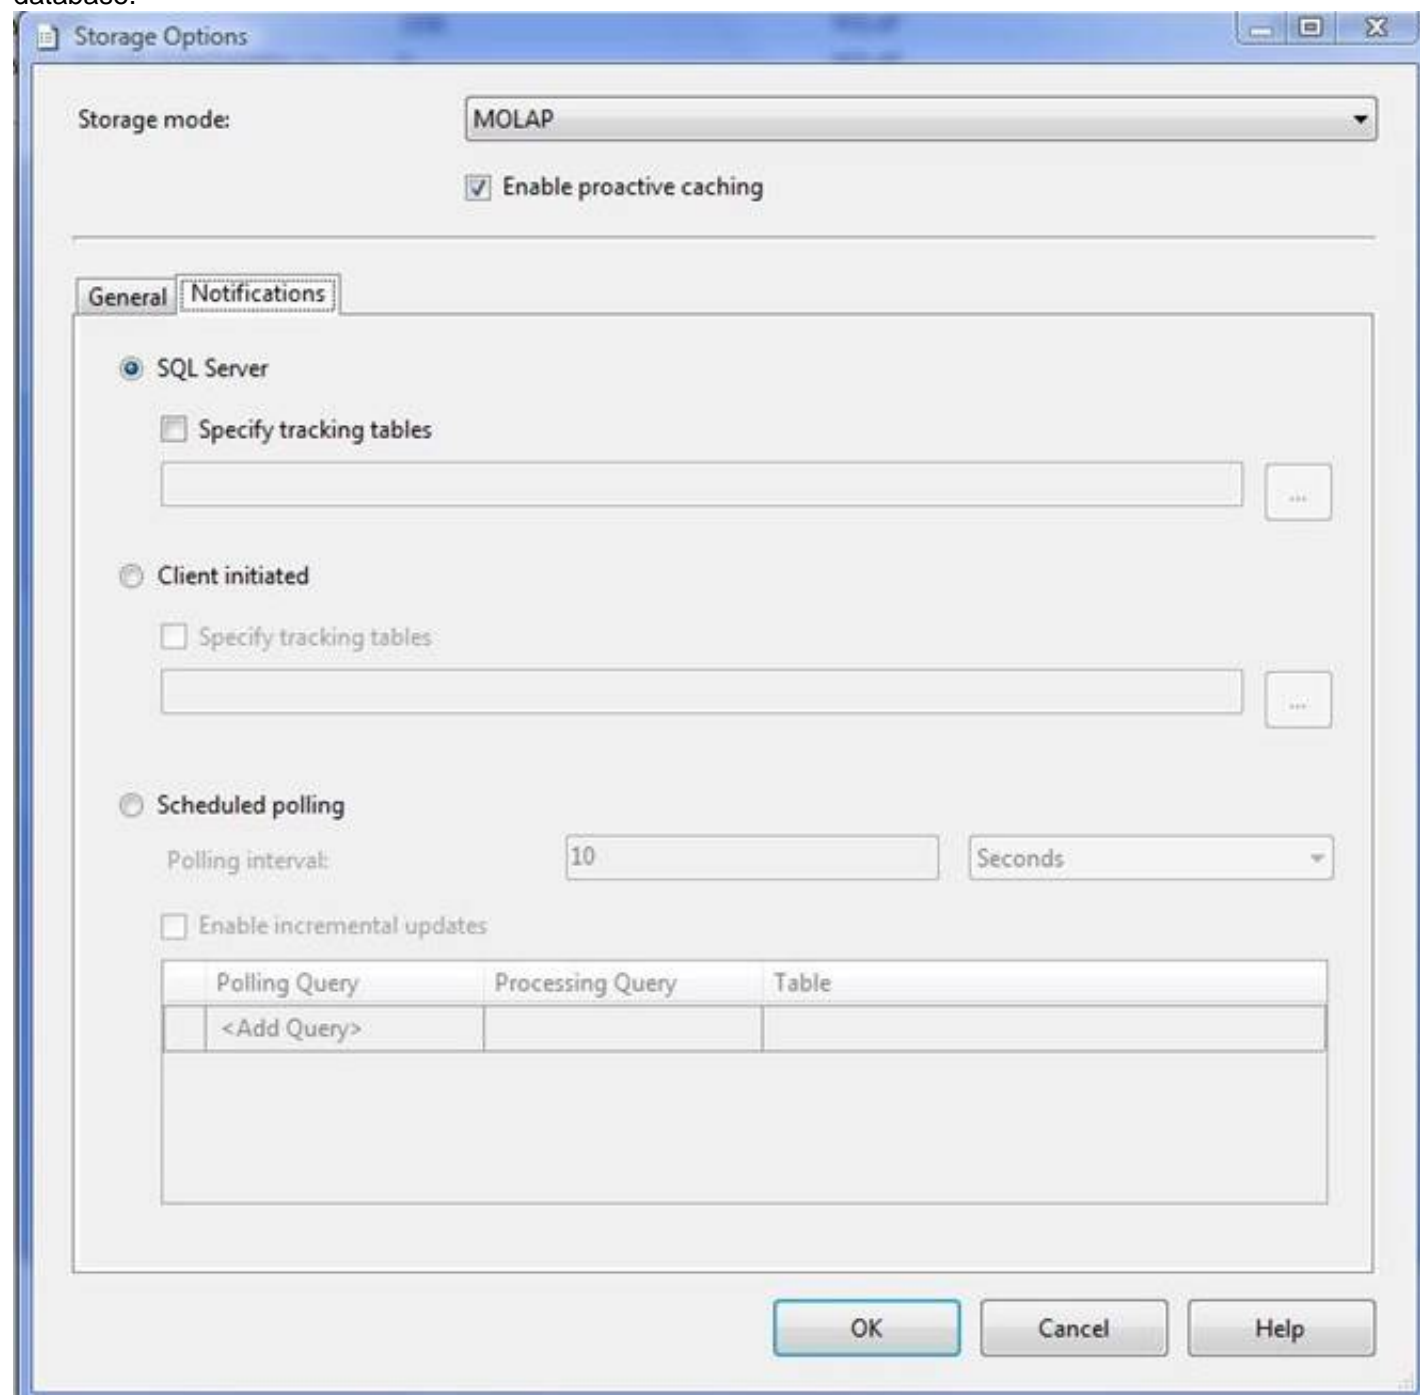 database.
Storage Options
Storage mode: MOLAP
Enable proactive caching
General Notifications
SQL Server
Specify tracking tables
...
Client initiated
Specify tracking tables
...
Scheduled polling
Polling interval: 10 Seconds
Enable incremental updates
Polling Query Processing Query Table
<Add Query>
OK Cancel Help